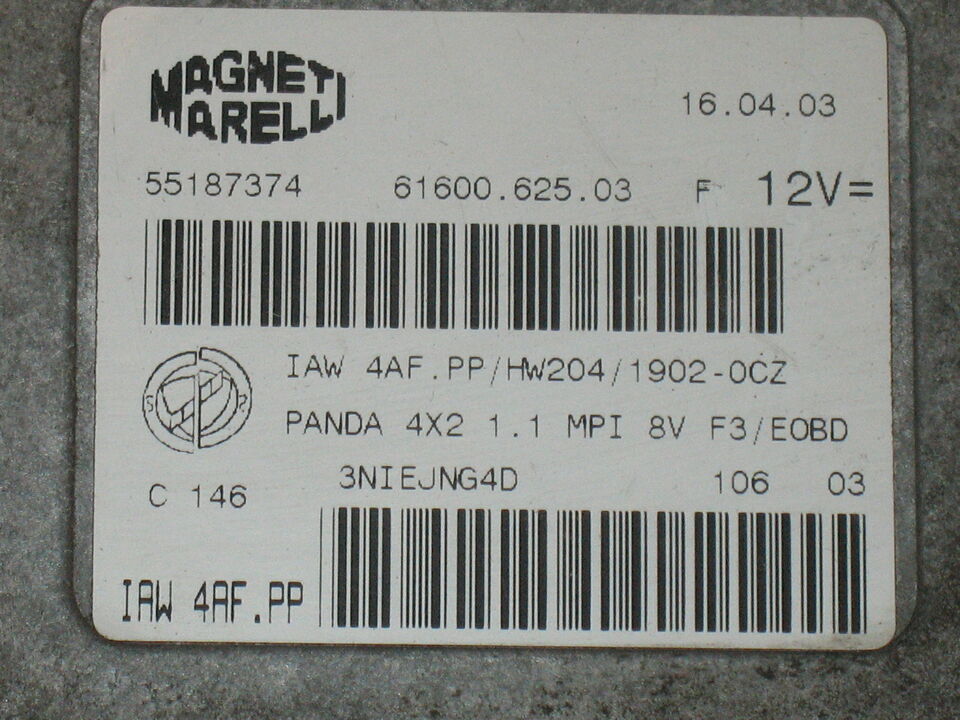 MAGNETI
MARELLI
16.04.03
55187374 61600.625.03 F 12V=
IAW 4AF.PP/HW204/1902-0CZ
S R
PANDA 4X2 1.1 MPI 8V F3/EOBD
3NIEJNG4D 106 03
C 146
IAW 4AF.PP